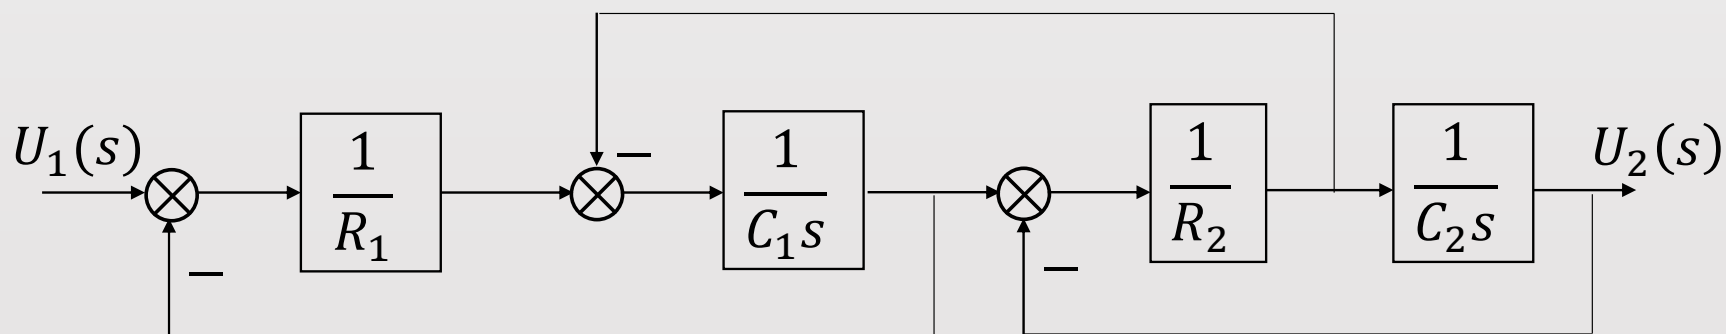 U₁(s)
1/R₁
−
1/C₁s
1/R₂
1/C₂s
U₂(s)
−
−